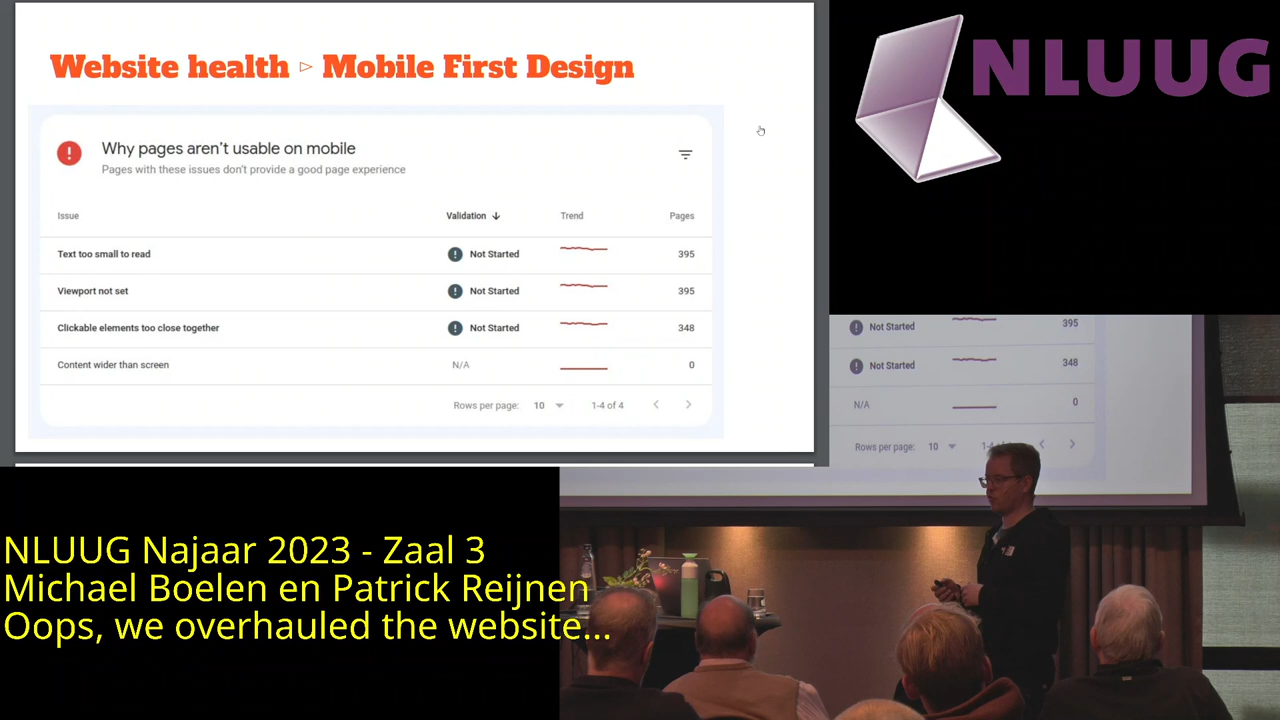 Website health ▷ Mobile First Design
Why pages aren't usable on mobile
Pages with these issues don't provide a good page experience
Issue Validation ↓ Trend Pages
Text too small to read Not Started 395
Viewport not set Not Started 395
Clickable elements too close together Not Started 348
Content wider than screen N/A 0
Rows per page: 10 1-4 of 4
NLUUG
Not Started 395
Not Started 348
N/A 0
Rows per page: 10
NLUUG Najaar 2023 - Zaal 3
Michael Boelen en Patrick Reijnen
Oops, we overhauled the website...